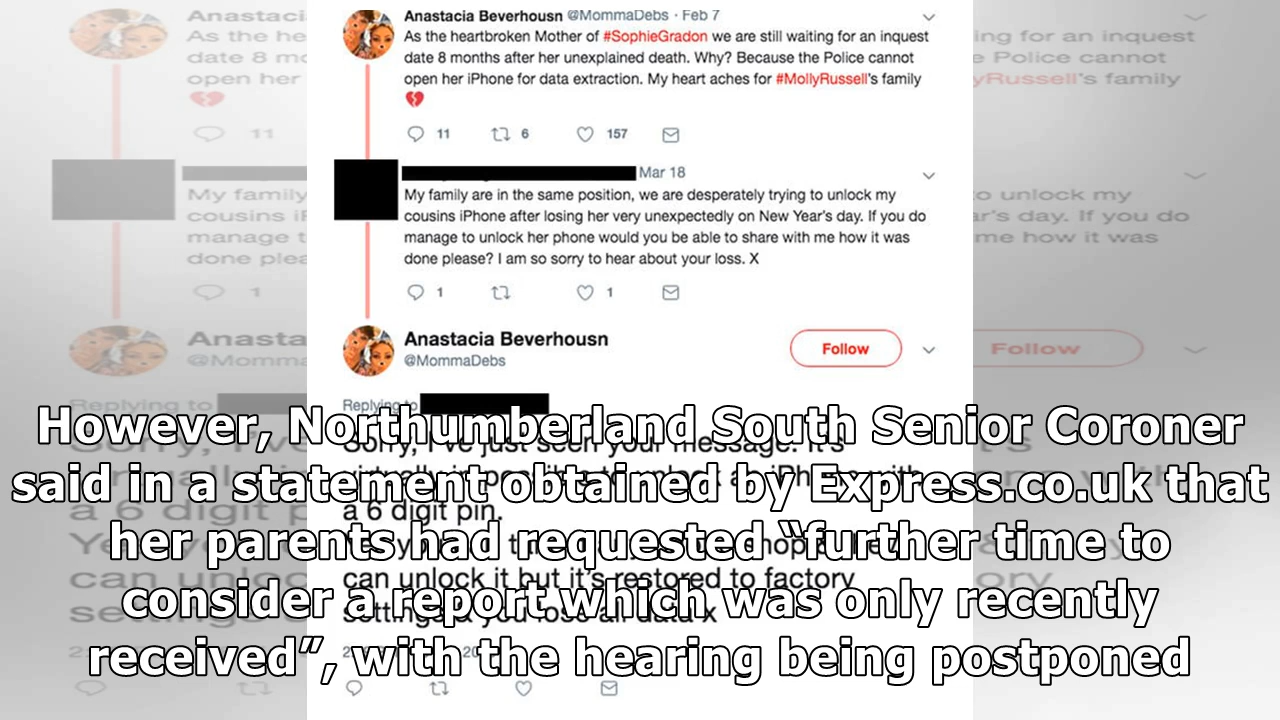 Anastacia Beverhousn @MommaDebs · Feb 7
As the heartbroken Mother of #SophieGradon we are still waiting for an inquest
date 8 months after her unexplained death. Why? Because the Police cannot
open her iPhone for data extraction. My heart aches for #MollyRussell's family
💔
11 6 157
Mar 18
My family are in the same position, we are desperately trying to unlock my
cousins iPhone after losing her very unexpectedly on New Year's day. If you do
manage to unlock her phone would you be able to share with me how it was
done please? I am so sorry to hear about your loss. X
1 1
Anastacia Beverhousn
@MommaDebs
Follow
Replying to
Sorry, I've just seen your message. It's
a 6 digit pin.
can unlock it but it's restored to factory
settings & you lose all data x
However, Northumberland South Senior Coroner
said in a statement obtained by Express.co.uk that
her parents had requested “further time to
consider a report which was only recently
received”, with the hearing being postponed